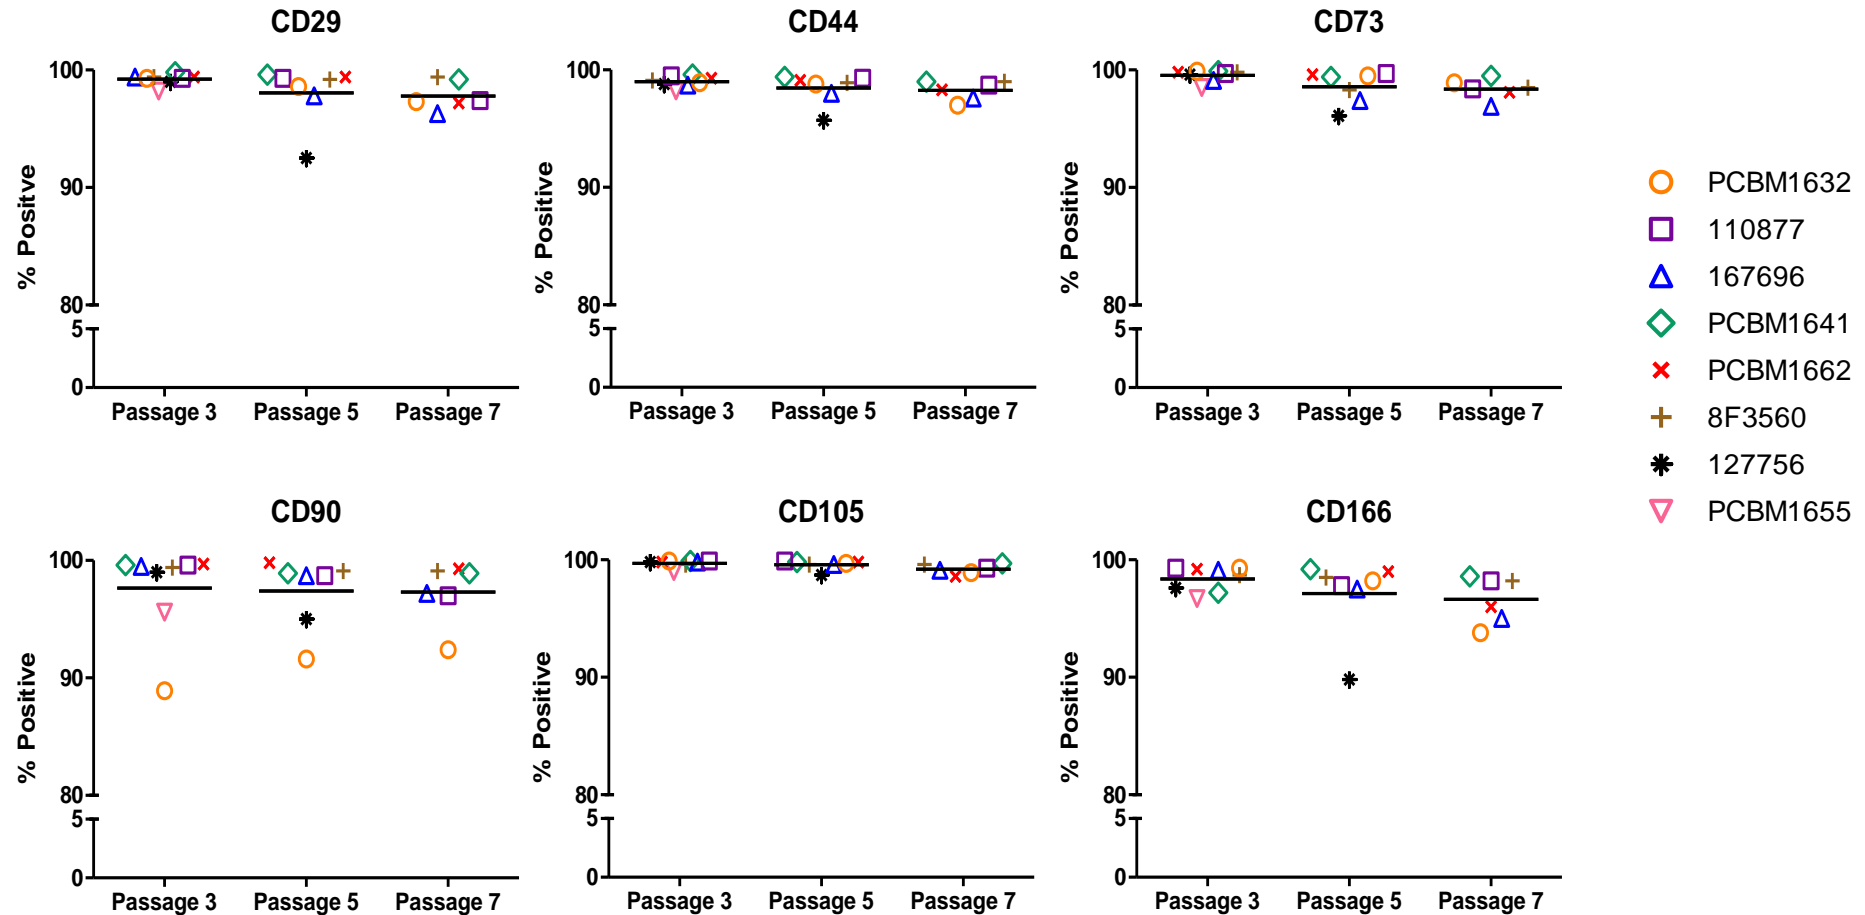 CD29
% Positive
100
90
80
5
0
Passage 3 Passage 5 Passage 7
CD44
% Positive
100
90
80
5
0
Passage 3 Passage 5 Passage 7
CD73
% Positive
100
90
80
5
0
Passage 3 Passage 5 Passage 7
PCBM1632
110877
167696
PCBM1641
PCBM1662
8F3560
127756
PCBM1655
CD90
% Positive
100
90
80
5
0
Passage 3 Passage 5 Passage 7
CD105
% Positive
100
90
80
5
0
Passage 3 Passage 5 Passage 7
CD166
% Positive
100
90
80
5
0
Passage 3 Passage 5 Passage 7